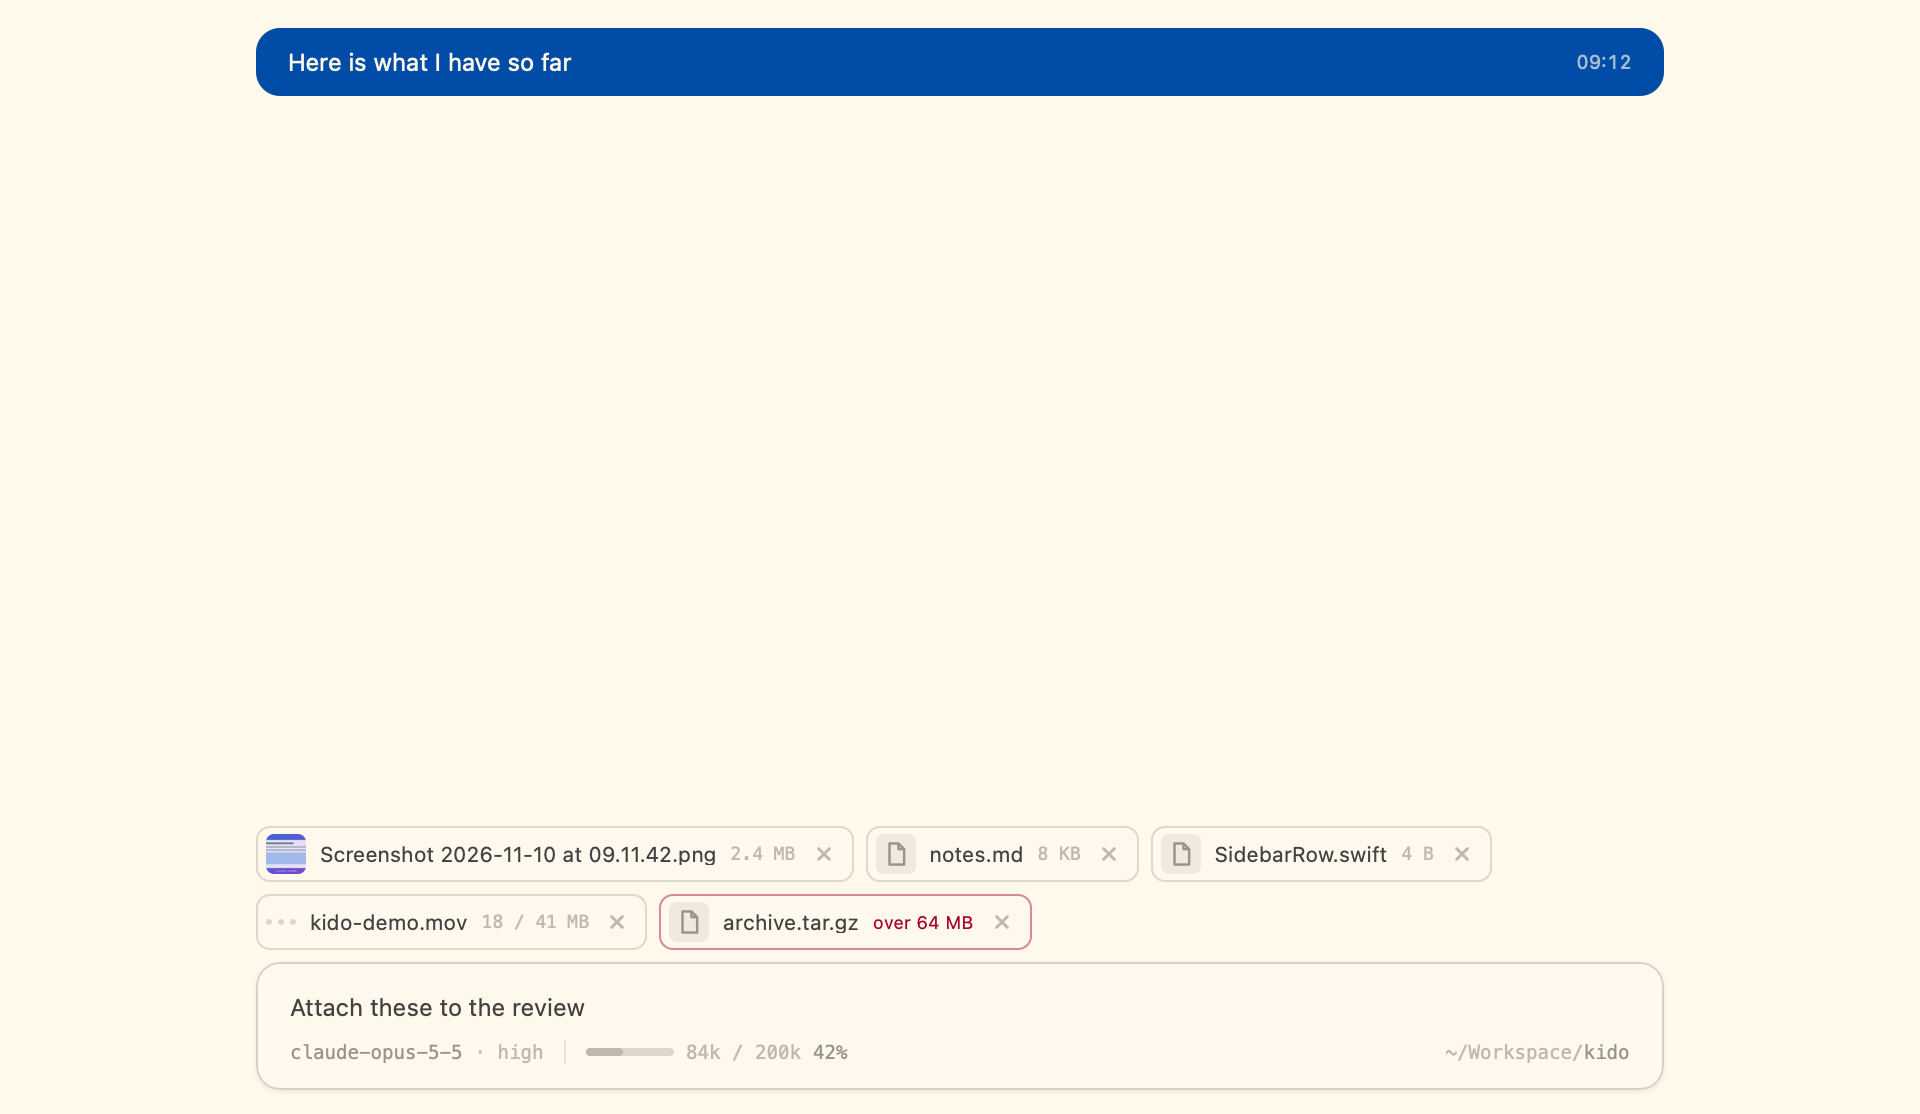 Here is what I have so far 09:12
Screenshot 2026-11-10 at 09.11.42.png 2.4 MB notes.md 8 KB SidebarRow.swift 4 B
kido-demo.mov 18 / 41 MB archive.tar.gz over 64 MB
Attach these to the review
claude-opus-5-5 · high 84k / 200k 42% ~/Workspace/kido